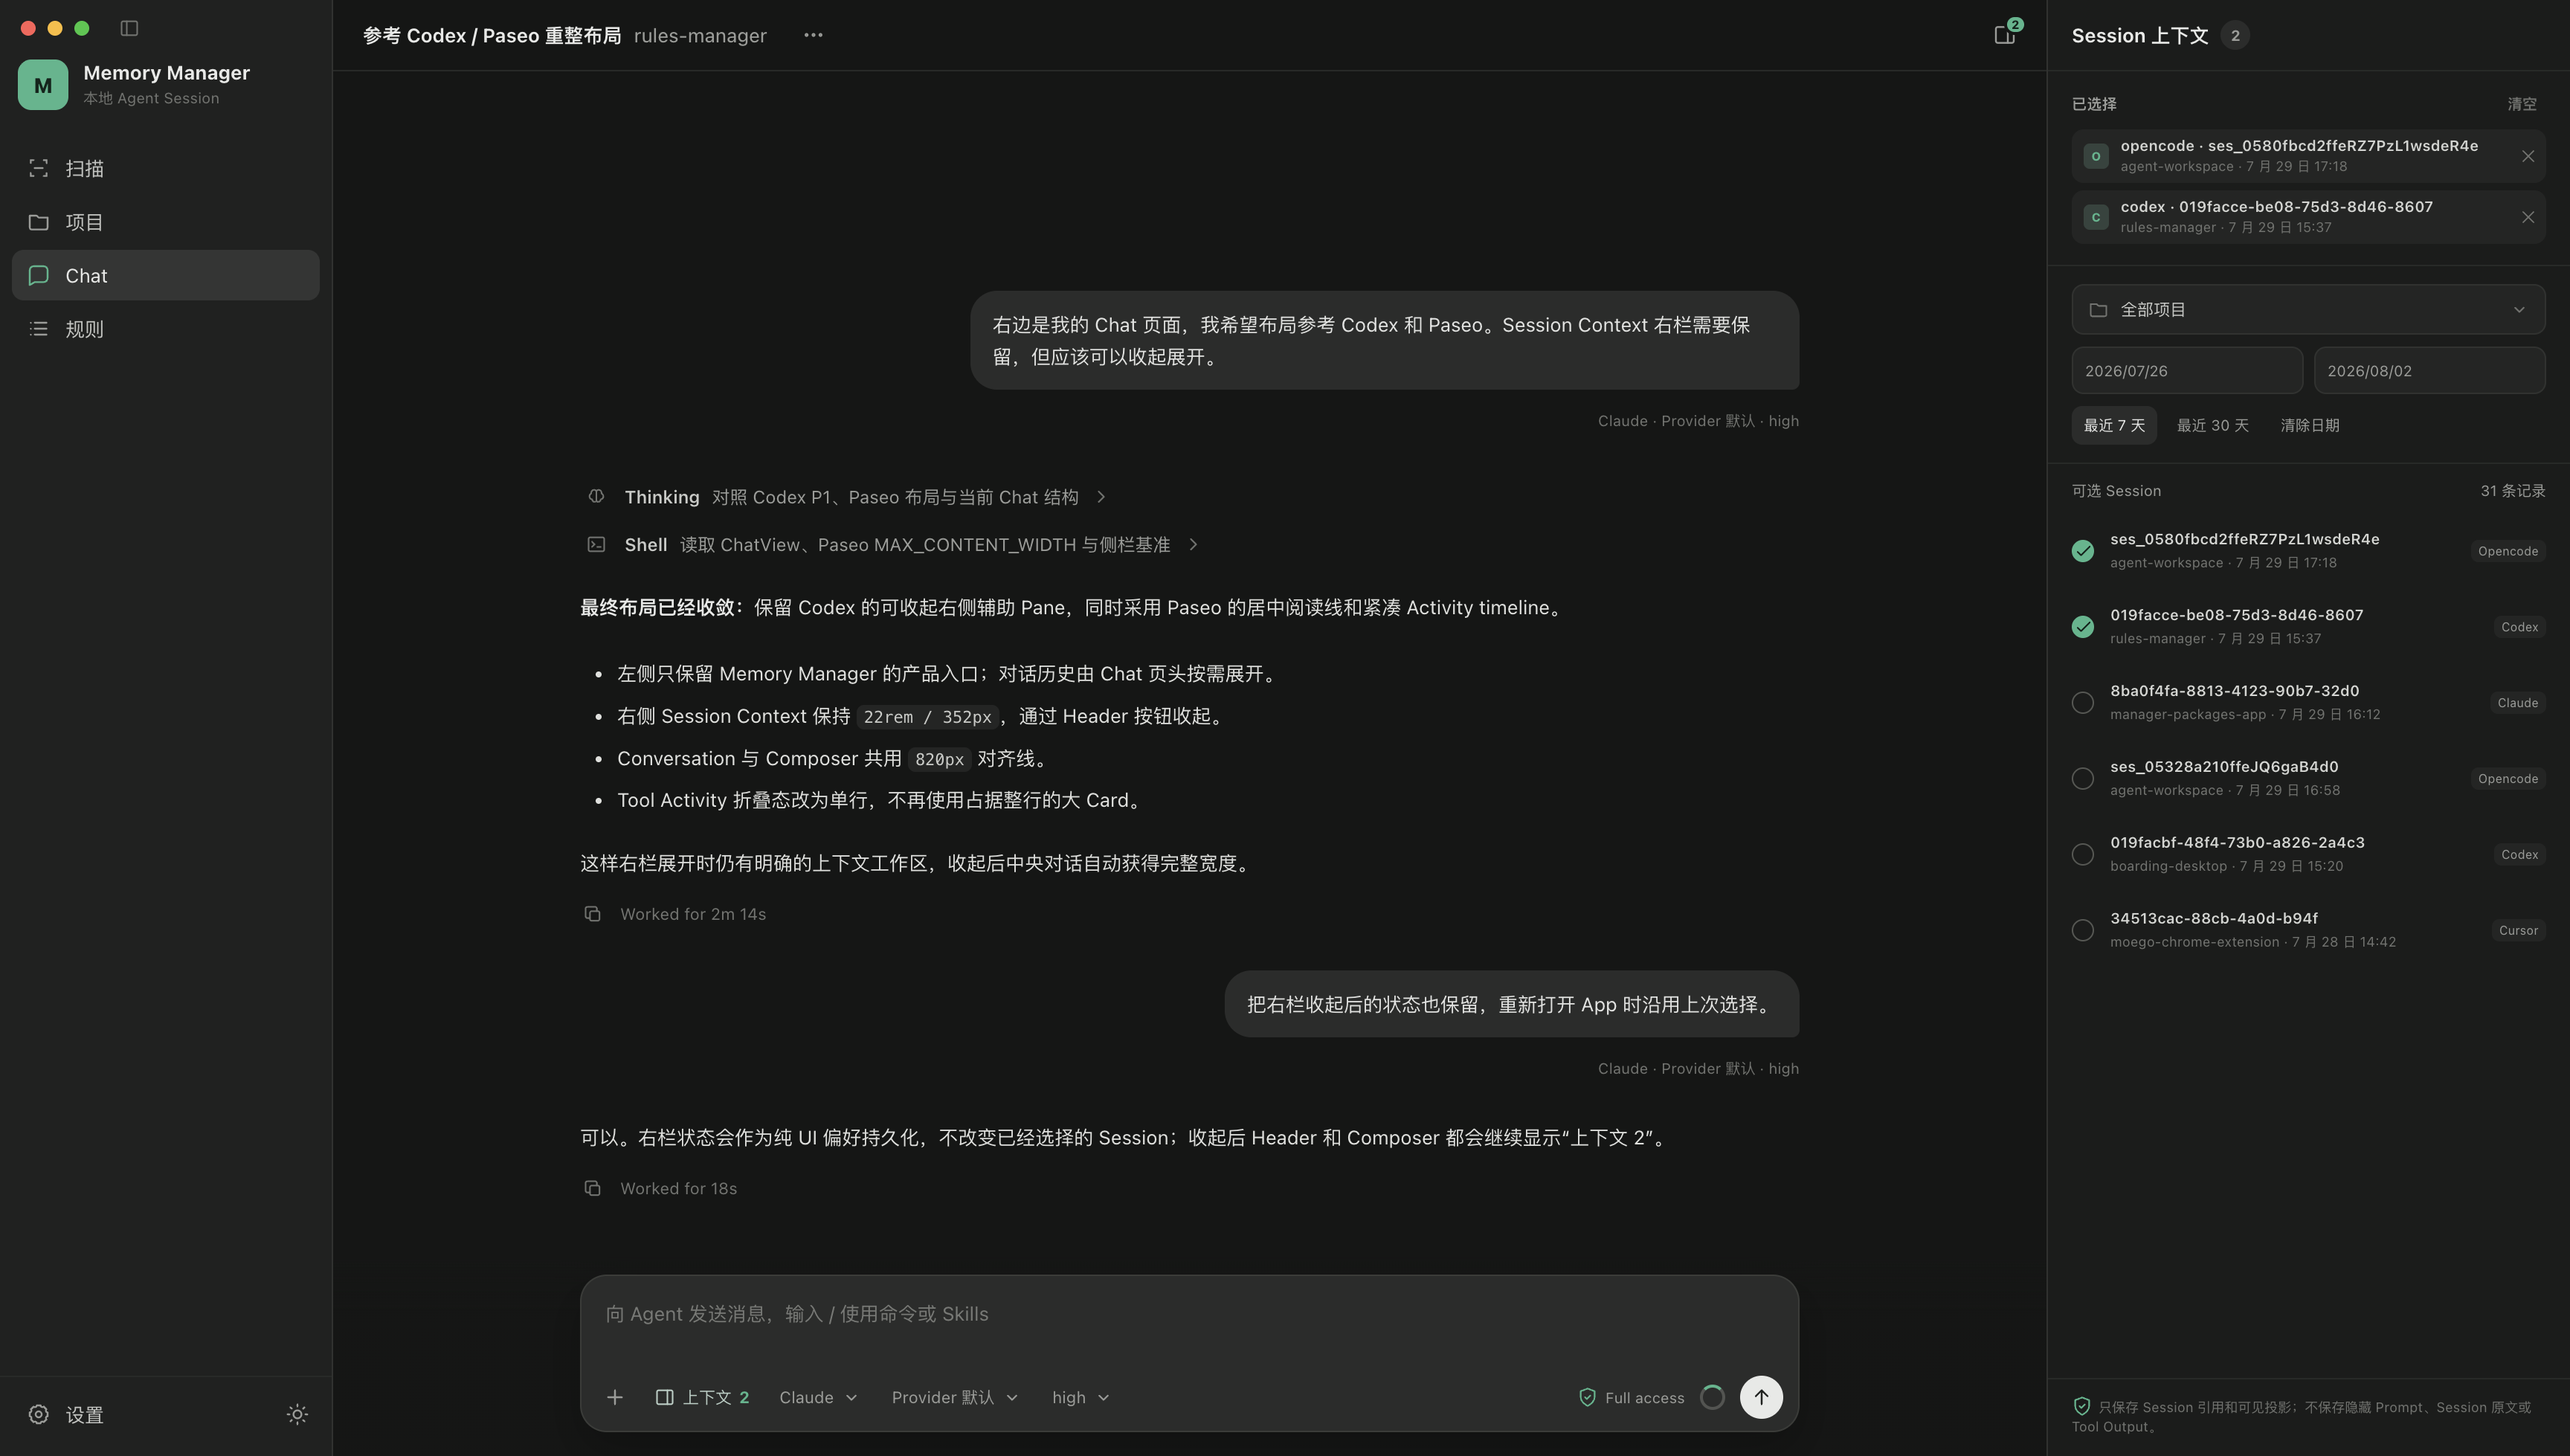 M
Memory Manager
本地 Agent Session
扫描
项目
Chat
规则
设置
参考 Codex / Paseo 重整布局 rules-manager
2
右边是我的 Chat 页面，我希望布局参考 Codex 和 Paseo。Session Context 右栏需要保
留，但应该可以收起展开。
Claude · Provider 默认 · high
Thinking 对照 Codex P1、Paseo 布局与当前 Chat 结构
Shell 读取 ChatView、Paseo MAX_CONTENT_WIDTH 与侧栏基准
最终布局已经收敛：保留 Codex 的可收起右侧辅助 Pane，同时采用 Paseo 的居中阅读线和紧凑 Activity timeline。
• 左侧只保留 Memory Manager 的产品入口；对话历史由 Chat 页头按需展开。
• 右侧 Session Context 保持 22rem / 352px，通过 Header 按钮收起。
• Conversation 与 Composer 共用 820px 对齐线。
• Tool Activity 折叠态改为单行，不再使用占据整行的大 Card。
这样右栏展开时仍有明确的上下文工作区，收起后中央对话自动获得完整宽度。
Worked for 2m 14s
把右栏收起后的状态也保留，重新打开 App 时沿用上次选择。
Claude · Provider 默认 · high
可以。右栏状态会作为纯 UI 偏好持久化，不改变已经选择的 Session；收起后 Header 和 Composer 都会继续显示“上下文 2”。
Worked for 18s
向 Agent 发送消息，输入 / 使用命令或 Skills
上下文 2 Claude Provider 默认 high Full access
Session 上下文 2
已选择 清空
O
opencode · ses_0580fbcd2ffeRZ7PzL1wsdeR4e
agent-workspace · 7 月 29 日 17:18
C
codex · 019facce-be08-75d3-8d46-8607
rules-manager · 7 月 29 日 15:37
全部项目
2026/07/26 2026/08/02
最近 7 天 最近 30 天 清除日期
可选 Session 31 条记录
ses_0580fbcd2ffeRZ7PzL1wsdeR4e
agent-workspace · 7 月 29 日 17:18
Opencode
019facce-be08-75d3-8d46-8607
rules-manager · 7 月 29 日 15:37
Codex
8ba0f4fa-8813-4123-90b7-32d0
manager-packages-app · 7 月 29 日 16:12
Claude
ses_05328a210ffeJQ6gaB4d0
agent-workspace · 7 月 29 日 16:58
Opencode
019facbf-48f4-73b0-a826-2a4c3
boarding-desktop · 7 月 29 日 15:20
Codex
34513cac-88cb-4a0d-b94f
moego-chrome-extension · 7 月 28 日 14:42
Cursor
只保存 Session 引用和可见投影；不保存隐藏 Prompt、Session 原文或
Tool Output。